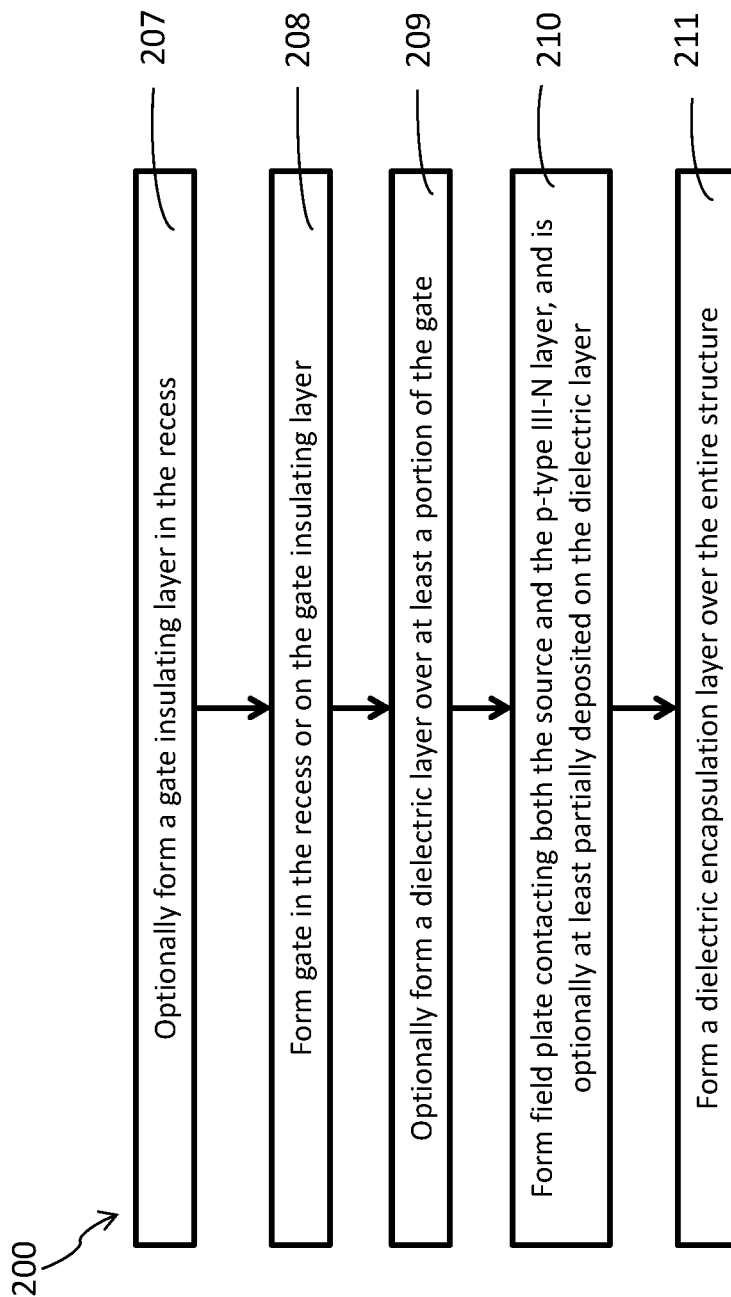 200
Optionally form a gate insulating layer in the recess
207
Form gate in the recess or on the gate insulating layer
208
Optionally form a dielectric layer over at least a portion of the gate
209
Form field plate contacting both the source and the p-type III-N layer, and is
optionally at least partially deposited on the dielectric layer
210
Form a dielectric encapsulation layer over the entire structure
211